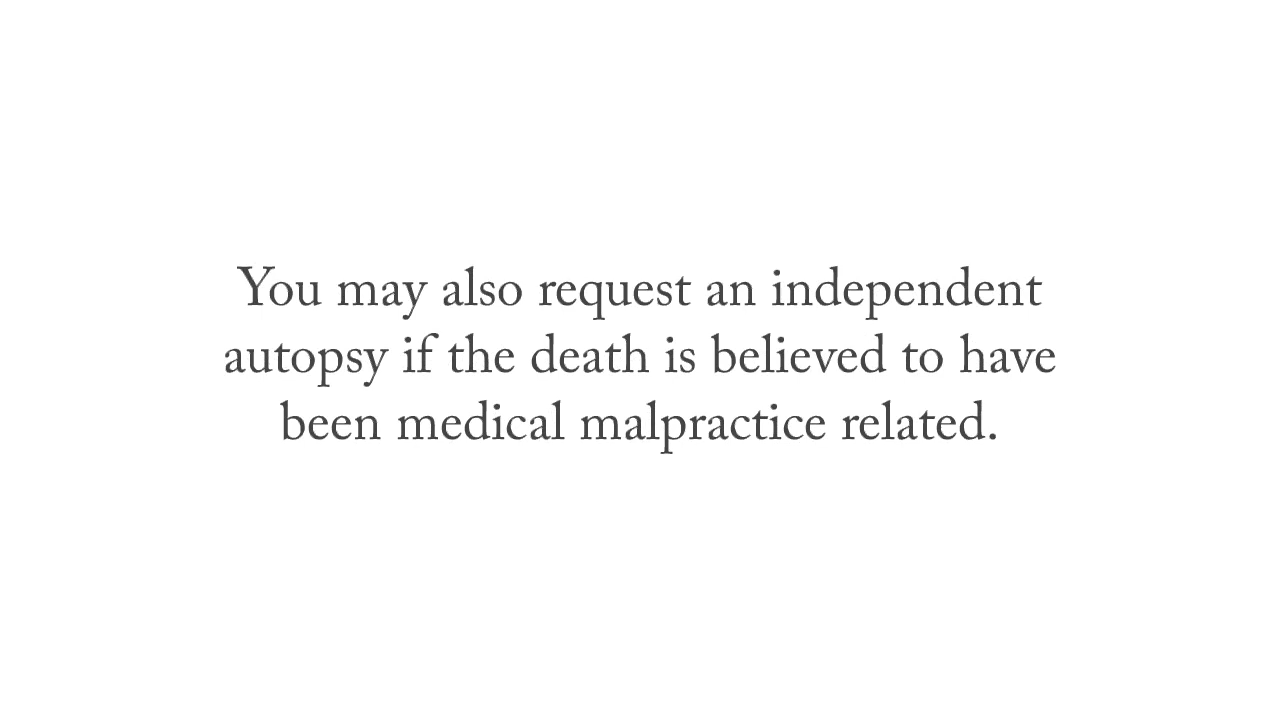 You may also request an independent
autopsy if the death is believed to have
been medical malpractice related.